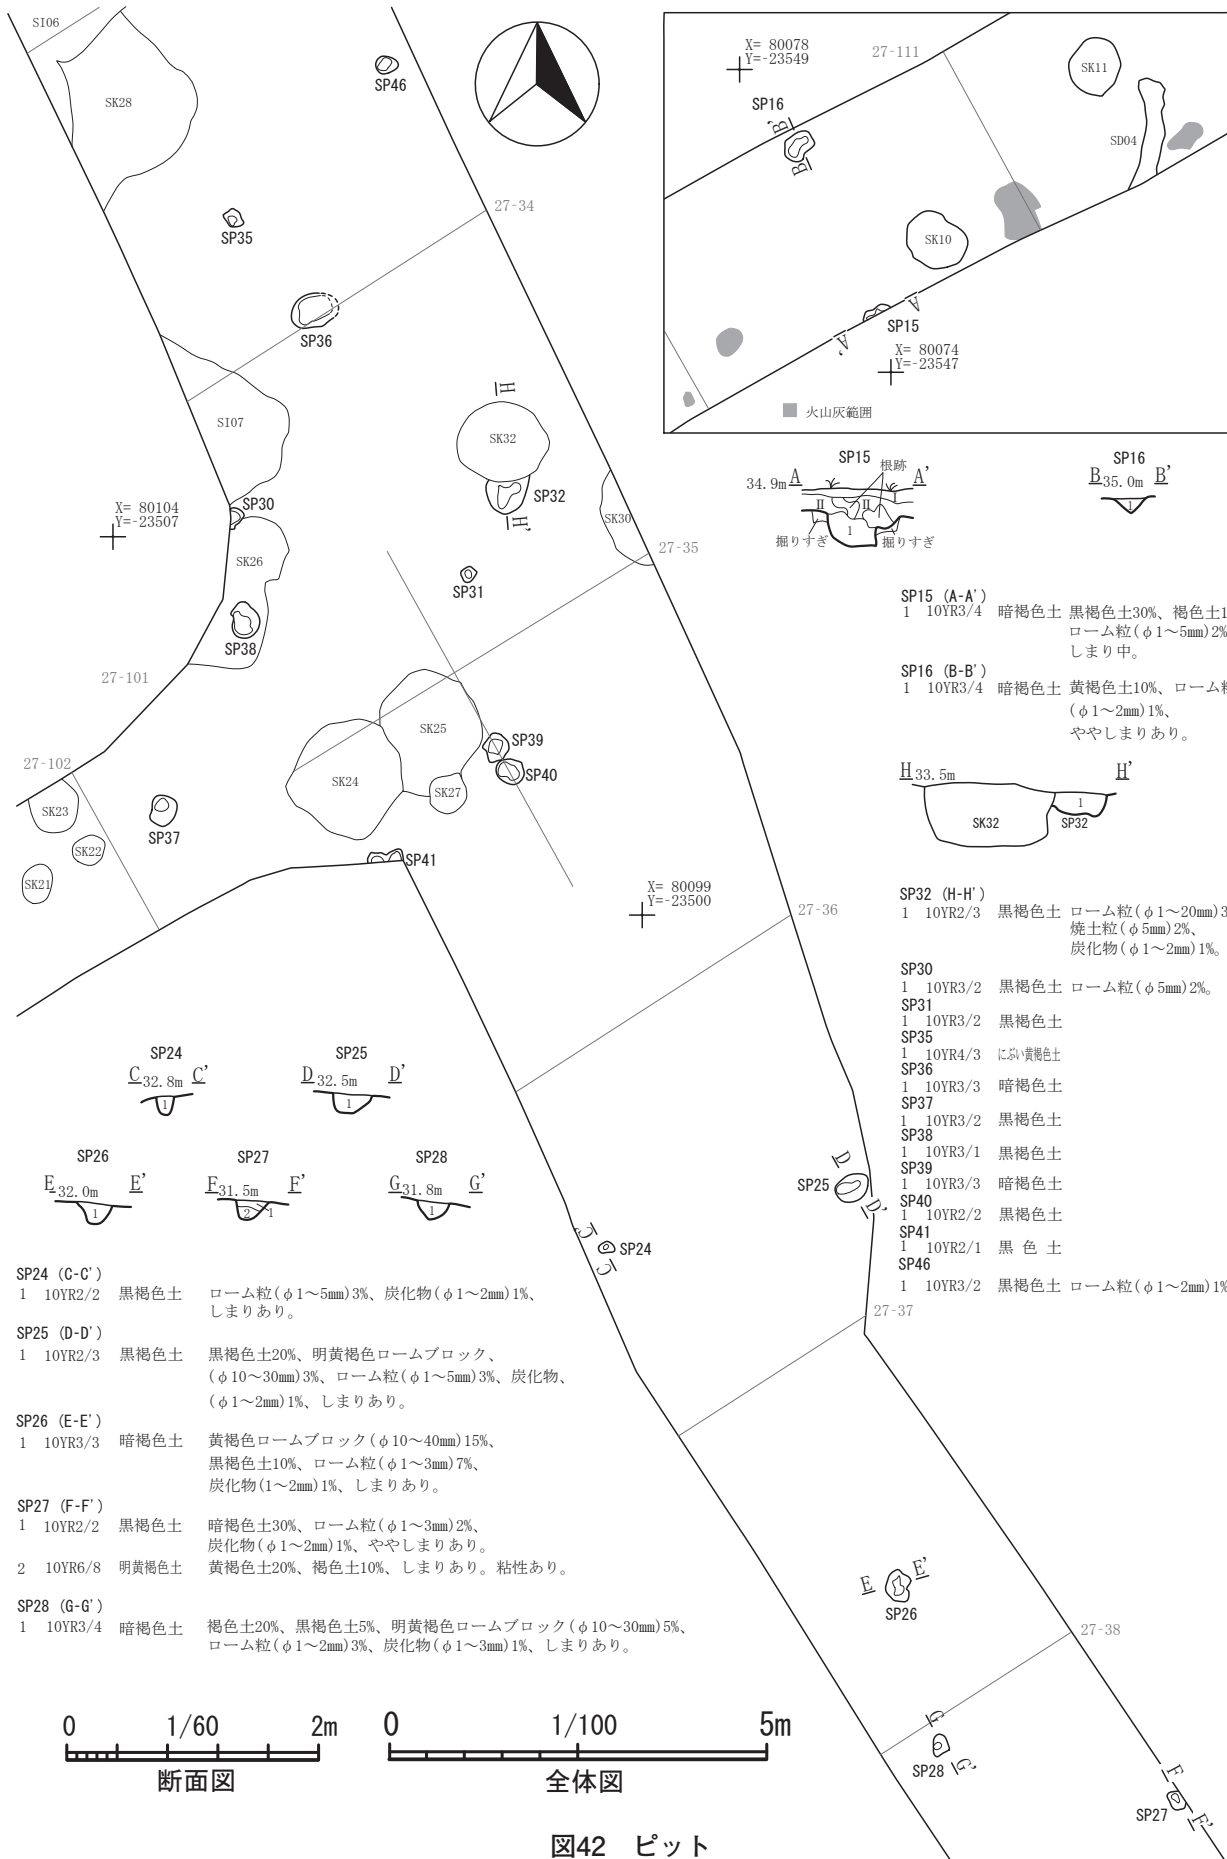 SI06
SK28
SP46
SP35
27-34
SP36
SI07
H
SK32
SP32
H'
SK30
X= 80104
Y=-23507
SP30
SK26
SP31
27-35
SP38
27-101
27-102
SK25
SP39
SP40
SK24
SK27
SK23
SP37
SK22
SK21
SP41
X= 80099
Y=-23500
27-36
X= 80078
Y=-23549
27-111
SK11
SP16
B'
B
SD04
SK10
A
SP15
A'
X= 80074
Y=-23547
火山灰範囲
SP15
根跡
34.9m A A'
I
II II
1
掘りすぎ 掘りすぎ
SP16
B 35.0m B'
1
SP15 (A-A')
1 10YR3/4 暗褐色土 黒褐色土30%、褐色土1
ローム粒(φ1～5mm)2%
しまり中。
SP16 (B-B')
1 10YR3/4 暗褐色土 黄褐色土10%、ローム粒
(φ1～2mm)1%、
ややしまりあり。
H 33.5m H'
1
SK32 SP32
SP32 (H-H')
1 10YR2/3 黒褐色土 ローム粒(φ1～20mm)3
焼土粒(φ5mm)2%、
炭化物(φ1～2mm)1%。
SP30
1 10YR3/2 黒褐色土 ローム粒(φ5mm)2%。
SP31
1 10YR3/2 黒褐色土
SP35
1 10YR4/3 にぶい黄褐色土
SP36
1 10YR3/3 暗褐色土
SP37
1 10YR3/2 黒褐色土
SP38
1 10YR3/1 黒褐色土
SP39
1 10YR3/3 暗褐色土
SP40
1 10YR2/2 黒褐色土
SP41
1 10YR2/1 黒色土
SP46
1 10YR3/2 黒褐色土 ローム粒(φ1～2mm)1%
SP24
C 32.8m C'
1
SP25
D 32.5m D'
1
SP26
E 32.0m E'
1
SP27
F 31.5m F'
2 1
SP28
G 31.8m G'
1
D
SP25
D'
C
SP24
C'
27-37
SP24 (C-C')
1 10YR2/2 黒褐色土 ローム粒(φ1～5mm)3%、炭化物(φ1～2mm)1%、
しまりあり。
SP25 (D-D')
1 10YR2/3 黒褐色土 黒褐色土20%、明黄褐色ロームブロック、
(φ10～30mm)3%、ローム粒(φ1～5mm)3%、炭化物、
(φ1～2mm)1%、しまりあり。
SP26 (E-E')
1 10YR3/3 暗褐色土 黄褐色ロームブロック(φ10～40mm)15%、
黒褐色土10%、ローム粒(φ1～3mm)7%、
炭化物(1～2mm)1%、しまりあり。
SP27 (F-F')
1 10YR2/2 黒褐色土 暗褐色土30%、ローム粒(φ1～3mm)2%、
炭化物(φ1～2mm)1%、ややしまりあり。
2 10YR6/8 明黄褐色土 黄褐色土20%、褐色土10%、しまりあり。粘性あり。
SP28 (G-G')
1 10YR3/4 暗褐色土 褐色土20%、黒褐色土5%、明黄褐色ロームブロック(φ10～30mm)5%、
ローム粒(φ1～2mm)3%、炭化物(φ1～3mm)1%、しまりあり。
E E'
SP26
27-38
G
SP28 G'
F
SP27 F'
0 1/60 2m
断面図
0 1/100 5m
全体図
図42 ピット